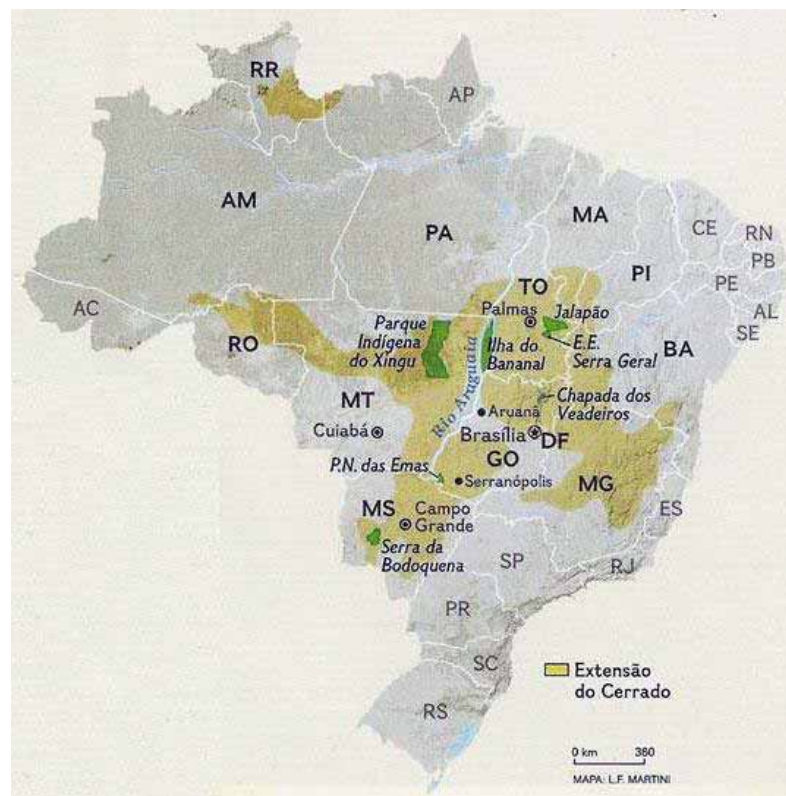 RR
AP
AM
PA
MA
CE
RN
PB
PE
AL
SE
PI
TO
Palmas
Jalapão
E.E.
Serra Geral
Parque
Indígena
do Xingu
Ilha do
Bananal
Rio Araguaia
AC
RO
BA
MT
Cuiabá
Aruanã
Chapada dos
Veadeiros
Brasília
DF
GO
P.N. das Emas
Serranópolis
MG
ES
MS
Campo
Grande
Serra da
Bodoquena
SP
RJ
PR
SC
RS
Extensão
do Cerrado
0 km 360
MAPA: L.F. MARTINI